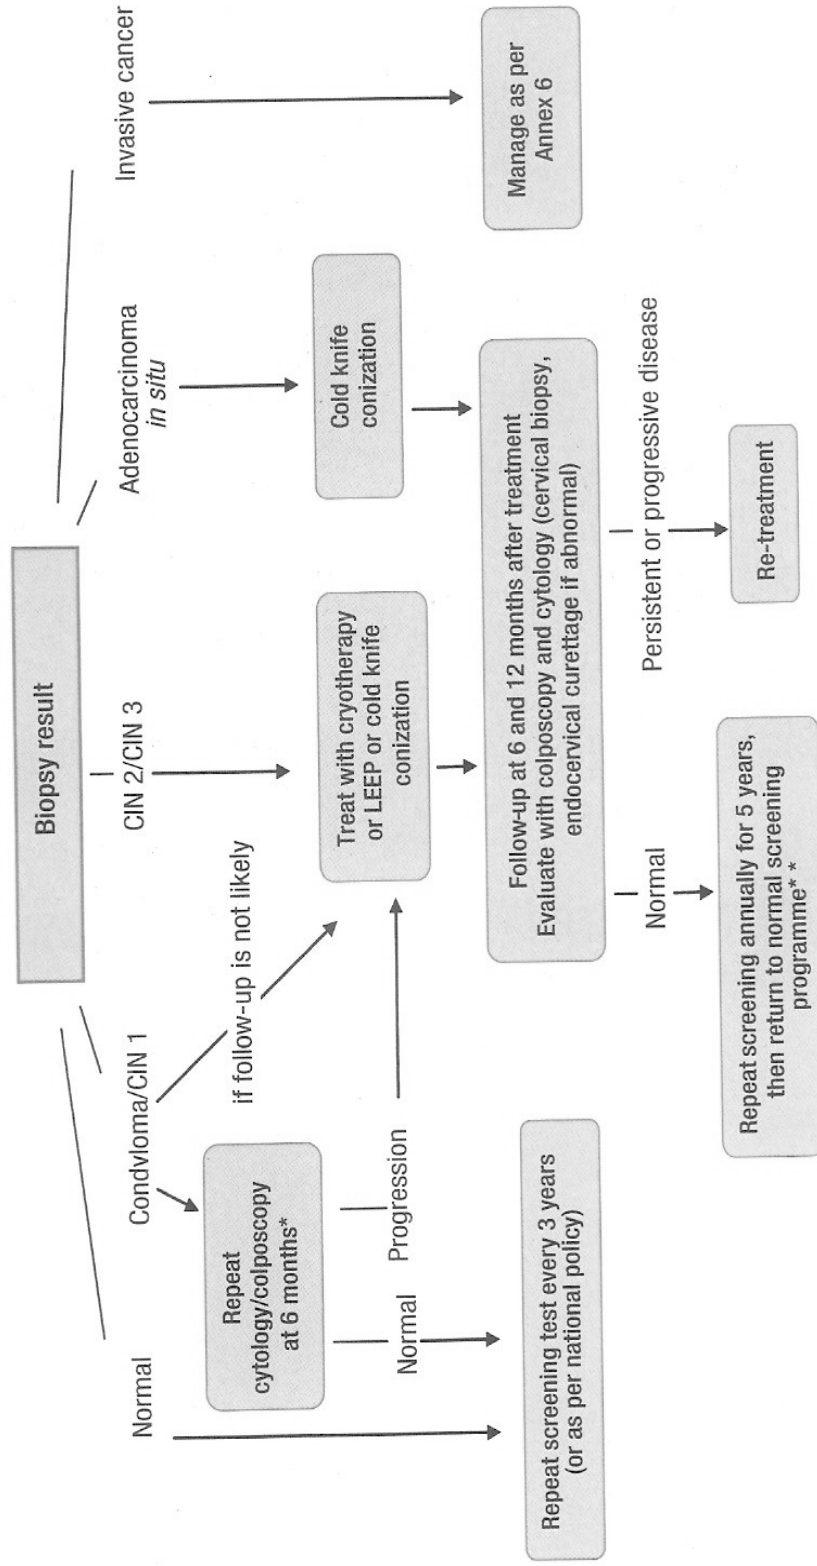 Biopsy result
Normal
Condvloma/CIN 1
CIN 2/CIN 3
Adenocarcinoma
in situ
Invasive cancer
if follow-up is not likely
Repeat
cytology/colposcopy
at 6 months*
Treat with cryotherapy
or LEEP or cold knife
conization
Cold knife
conization
Normal
Progression
Repeat screening test every 3 years
(or as per national policy)
Follow-up at 6 and 12 months after treatment
Evaluate with colposcopy and cytology (cervical biopsy,
endocervical curettage if abnormal)
Manage as per
Annex 6
Normal
Persistent or progressive disease
Repeat screening annually for 5 years,
then return to normal screening
programme* *
Re-treatment